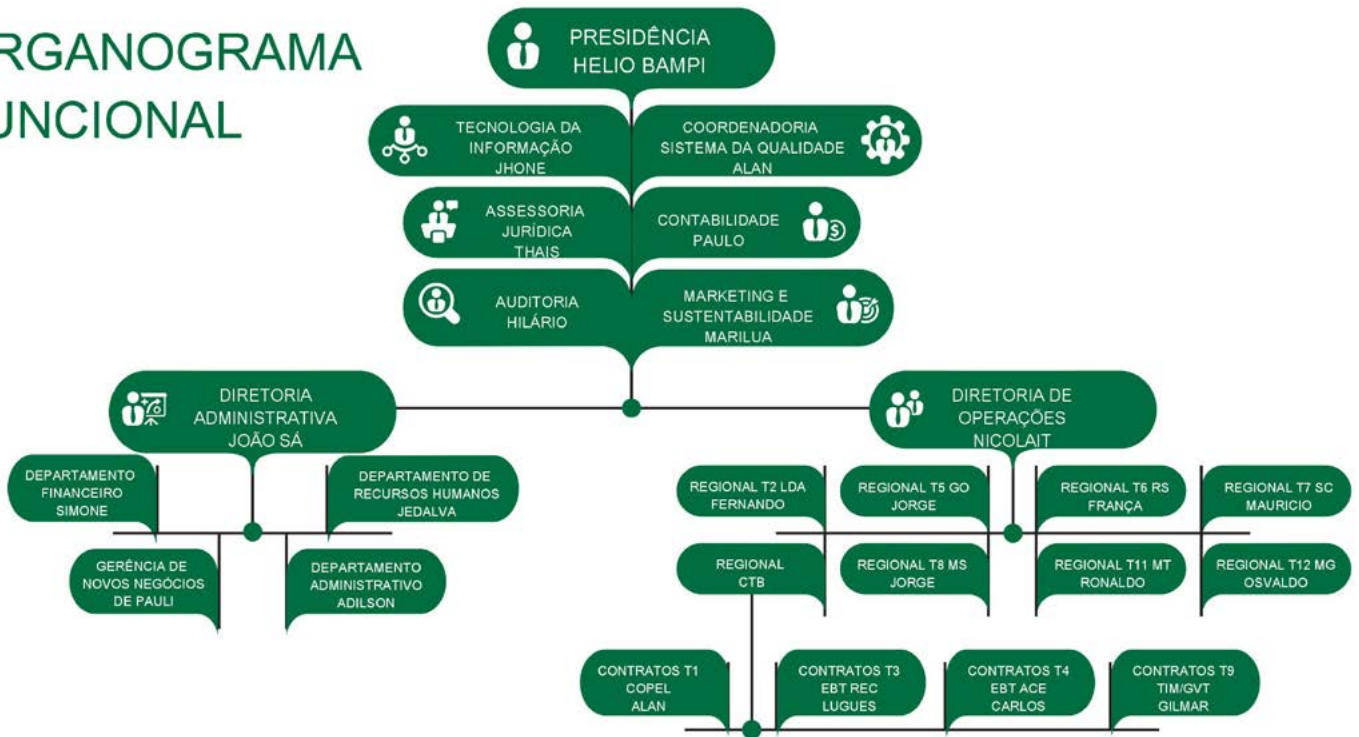 RGANOGRAMA
UNCIONAL
PRESIDÊNCIA
HELIO BAMPI
TECNOLOGIA DA
INFORMAÇÃO
JHONE
COORDENADORIA
SISTEMA DA QUALIDADE
ALAN
ASSESSORIA
JURÍDICA
THAIS
CONTABILIDADE
PAULO
AUDITORIA
HILÁRIO
MARKETING E
SUSTENTABILIDADE
MARILUA
DIRETORIA
ADMINISTRATIVA
JOÃO SÁ
DIRETORIA DE
OPERAÇÕES
NICOLAIT
DEPARTAMENTO
FINANCEIRO
SIMONE
DEPARTAMENTO DE
RECURSOS HUMANOS
JEDALVA
GERÊNCIA DE
NOVOS NEGÓCIOS
DE PAULI
DEPARTAMENTO
ADMINISTRATIVO
ADILSON
REGIONAL T2 LDA
FERNANDO
REGIONAL T5 GO
JORGE
REGIONAL T6 RS
FRANÇA
REGIONAL T7 SC
MAURICIO
REGIONAL
CTB
REGIONAL T8 MS
JORGE
REGIONAL T11 MT
RONALDO
REGIONAL T12 MG
OSVALDO
CONTRATOS T1
COPEL
ALAN
CONTRATOS T3
EBT REC
LUGUES
CONTRATOS T4
EBT ACE
CARLOS
CONTRATOS T9
TIM/GVT
GILMAR